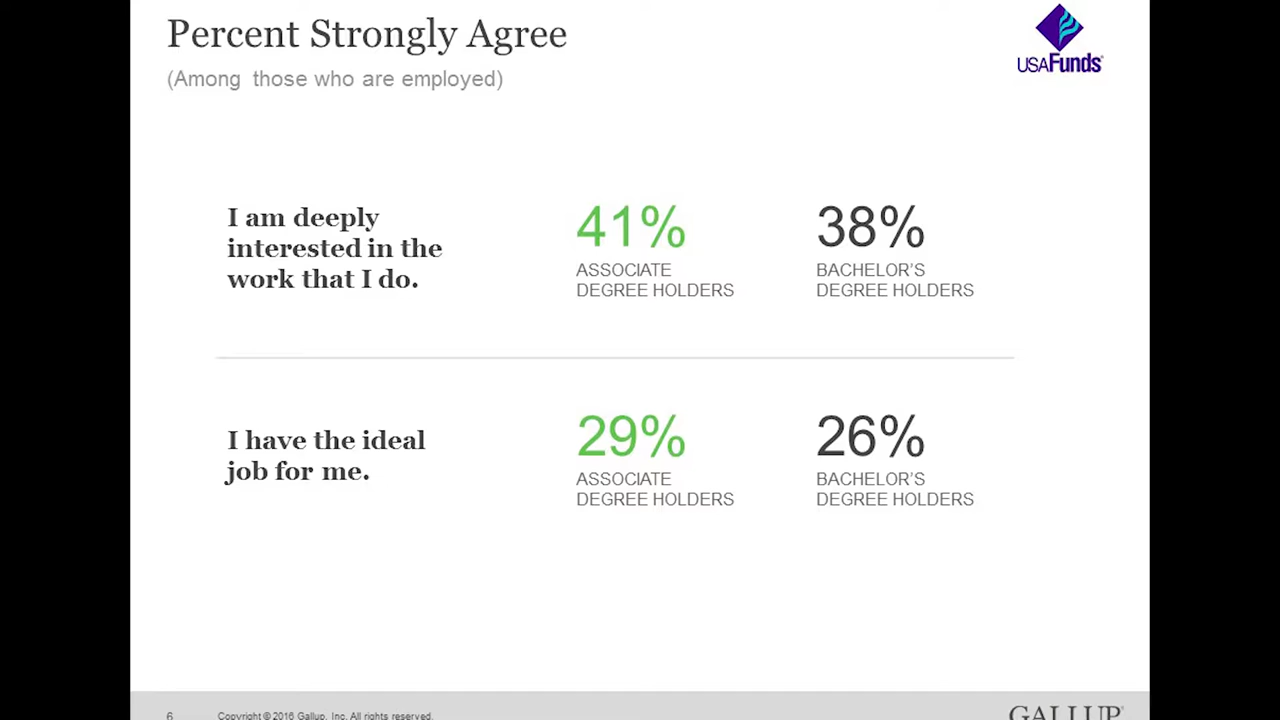 Percent Strongly Agree
(Among those who are employed)
USAFunds®
I am deeply
interested in the
work that I do.
41%
ASSOCIATE
DEGREE HOLDERS
38%
BACHELOR'S
DEGREE HOLDERS
I have the ideal
job for me.
29%
ASSOCIATE
DEGREE HOLDERS
26%
BACHELOR'S
DEGREE HOLDERS
6
Copyright © 2016 Gallup, Inc. All rights reserved.
GALLUP®